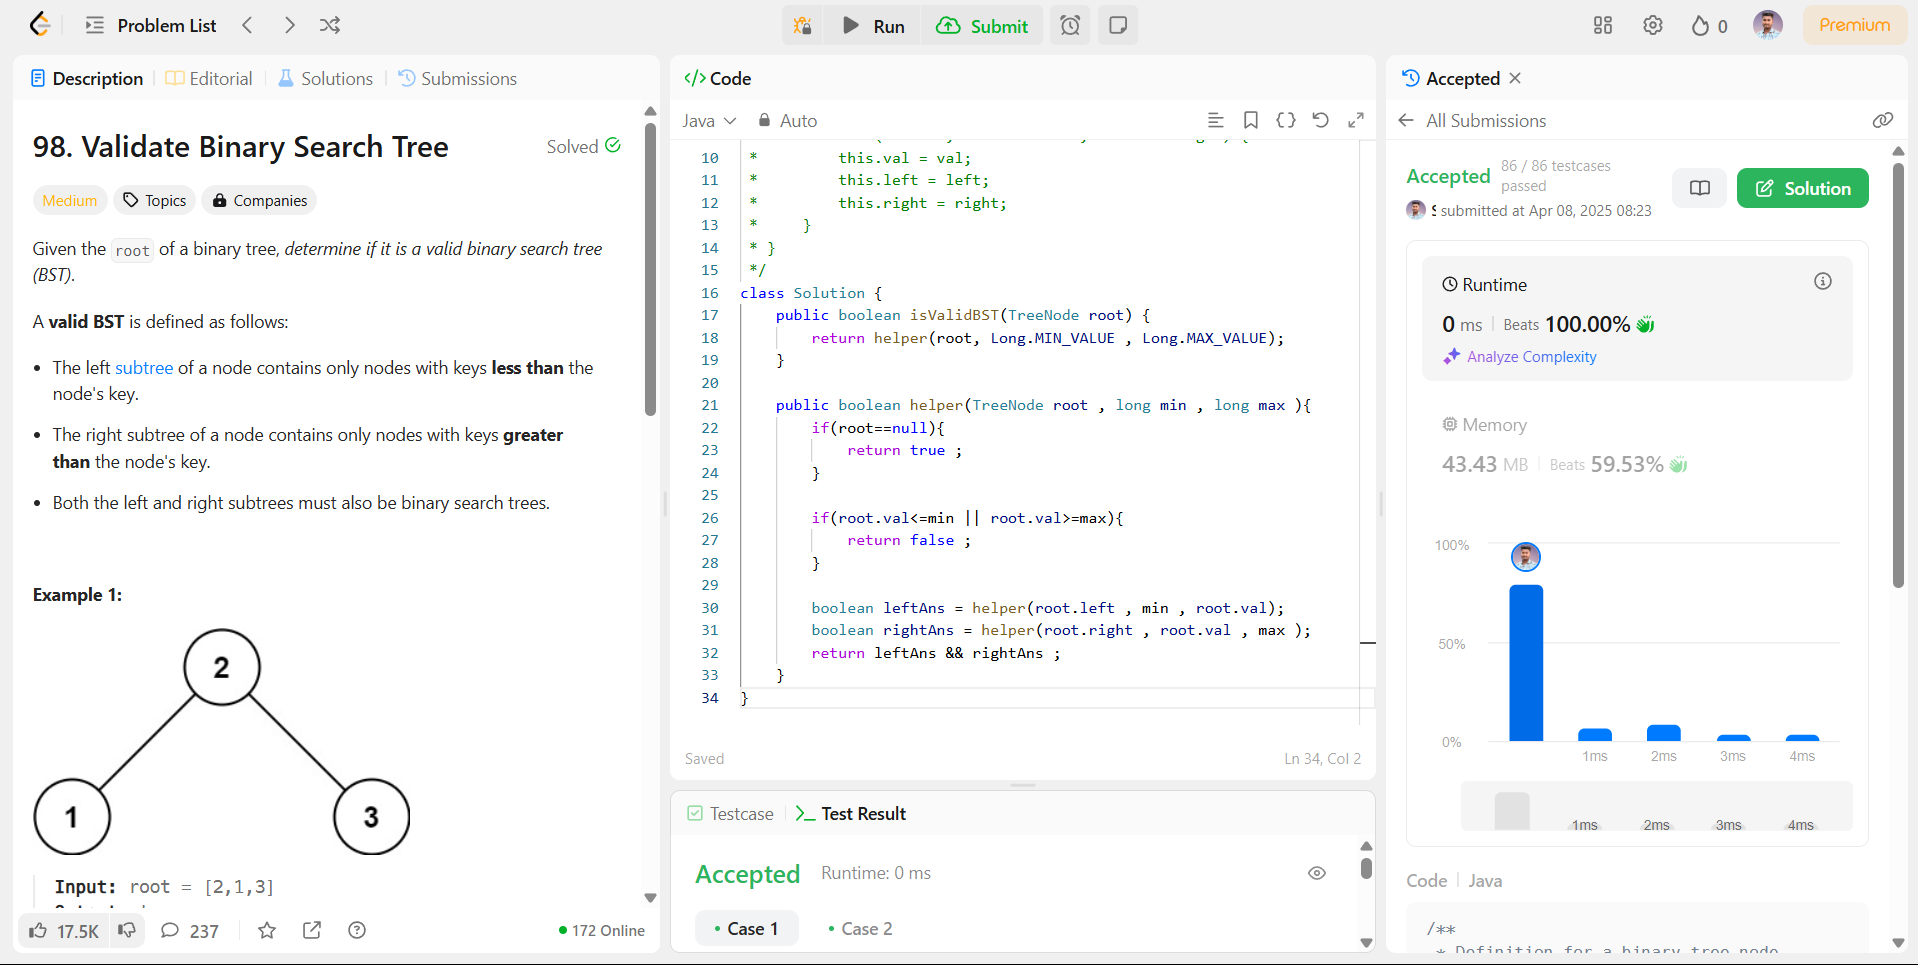 Problem List
Run
Submit
0
Premium
Description
Editorial
Solutions
Submissions
98. Validate Binary Search Tree
Solved
Medium
Topics
Companies
Given the root of a binary tree, determine if it is a valid binary search tree
(BST).
A valid BST is defined as follows:
• The left subtree of a node contains only nodes with keys less than the
node's key.
• The right subtree of a node contains only nodes with keys greater
than the node's key.
• Both the left and right subtrees must also be binary search trees.
Example 1:
2
1
3
Input: root = [2,1,3]
17.5K
237
172 Online
</> Code
Java
Auto
10 *         this.val = val;
11 *         this.left = left;
12 *         this.right = right;
13 *     }
14 * }
15 */
16 class Solution {
17     public boolean isValidBST(TreeNode root) {
18         return helper(root, Long.MIN_VALUE , Long.MAX_VALUE);
19     }
20
21     public boolean helper(TreeNode root , long min , long max ){
22         if(root==null){
23             return true ;
24         }
25
26         if(root.val<=min || root.val>=max){
27             return false ;
28         }
29
30         boolean leftAns = helper(root.left , min , root.val);
31         boolean rightAns = helper(root.right , root.val , max );
32         return leftAns && rightAns ;
33     }
34 }
Saved
Ln 34, Col 2
Testcase
Test Result
Accepted
Runtime: 0 ms
• Case 1
• Case 2
Accepted
All Submissions
Accepted
86 / 86 testcases
passed
submitted at Apr 08, 2025 08:23
Solution
Runtime
0 ms
Beats 100.00%
Analyze Complexity
Memory
43.43 MB
Beats 59.53%
100%
50%
0%
1ms
2ms
3ms
4ms
1ms
2ms
3ms
4ms
Code
Java
/**
* Definition for a binary tree node